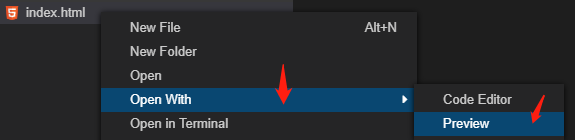 index.html
New File Alt+N
New Folder
Open
Open With
Code Editor
Open in Terminal
Preview